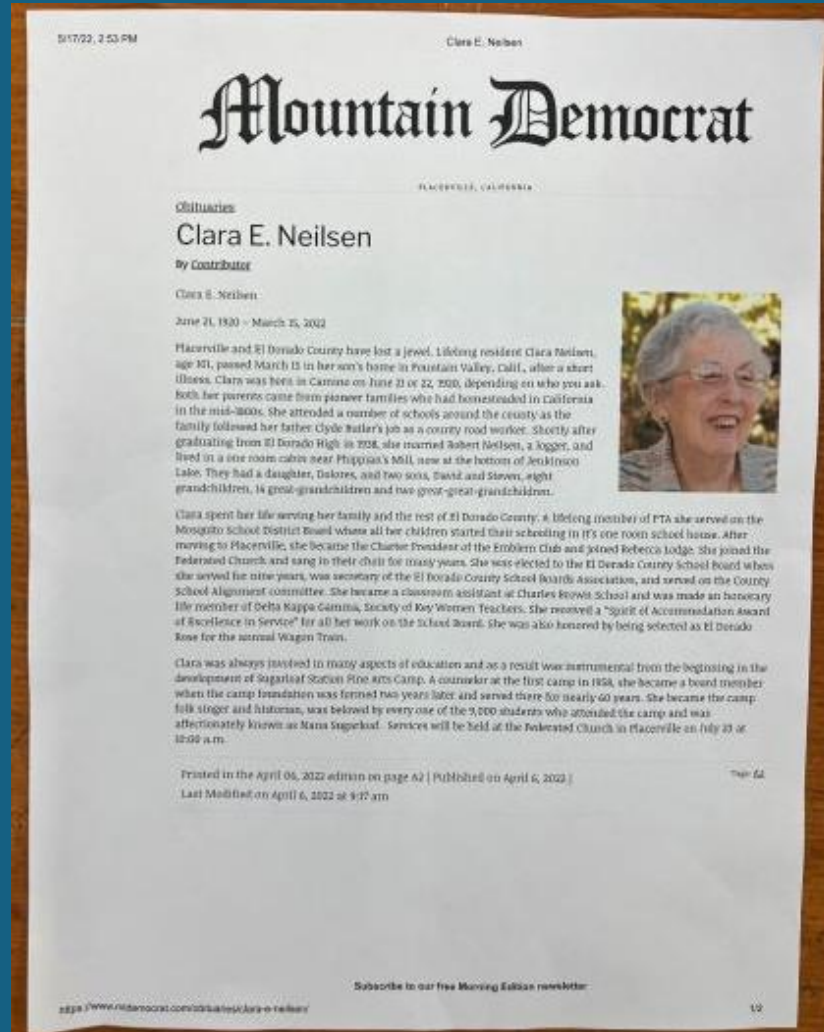 5/17/22, 2:53 PM
Clara E. Neilsen
Mountain Democrat
PLACERVILLE, CALIFORNIA
Obituaries
Clara E. Neilsen
By Contributor
Clara E. Neilsen
June 21, 1920 – March 15, 2022
Placerville and El Dorado County have lost a jewel. Lifelong resident Clara Neilsen,
age 101, passed March 15 in her son's home in Fountain Valley, Calif., after a short
illness. Clara was born in Camino on June 21 or 22, 1920, depending on who you ask.
Both her parents came from pioneer families who had homesteaded in California
in the mid-1800s. She attended a number of schools around the county as the
family followed her father Clyde Butler's job as a county road worker. Shortly after
graduating from El Dorado High in 1938, she married Robert Neilsen, a logger, and
lived in a one room cabin near Phippian's Mill, now at the bottom of Jenkinson
Lake. They had a daughter, Dolores, and two sons, David and Steven, eight
grandchildren, 14 great-grandchildren and two great-great-grandchildren.
Clara spent her life serving her family and the rest of El Dorado County. A lifelong member of PTA she served on the
Mosquito School District Board where all her children started their schooling in it's one room school house. After
moving to Placerville, she became the Charter President of the Emblem Club and joined Rebecca Lodge. She joined the
Federated Church and sang in their choir for many years. She was elected to the El Dorado County School Board where
she served for nine years, was secretary of the El Dorado County School Boards Association, and served on the County
School Alignment committee. She became a classroom assistant at Charles Brown School and was made an honorary
life member of Delta Kappa Gamma, Society of Key Women Teachers. She received a "Spirit of Accommodation Award
of Excellence in Service" for all her work on the School Board. She was also honored by being selected as El Dorado
Rose for the annual Wagon Train.
Clara was always involved in many aspects of education and as a result was instrumental from the beginning in the
development of Sugarloaf Station Fine Arts Camp. A counselor at the first camp in 1958, she became a board member
when the camp foundation was formed two years later and served there for nearly 60 years. She became the camp
folk singer and historian, was beloved by every one of the 9,000 students who attended the camp and was
affectionately known as Nana Sugarloaf. Services will be held at the Federated Church in Placerville on July 23 at
10:00 a.m.
Printed in the April 06, 2022 edition on page A2 | Published on April 6, 2022 |
Last Modified on April 6, 2022 at 9:17 am
Tags:
Subscribe to our free Morning Edition newsletter
https://www.mtdemocrat.com/obituaries/clara-e-neilsen/
1/2